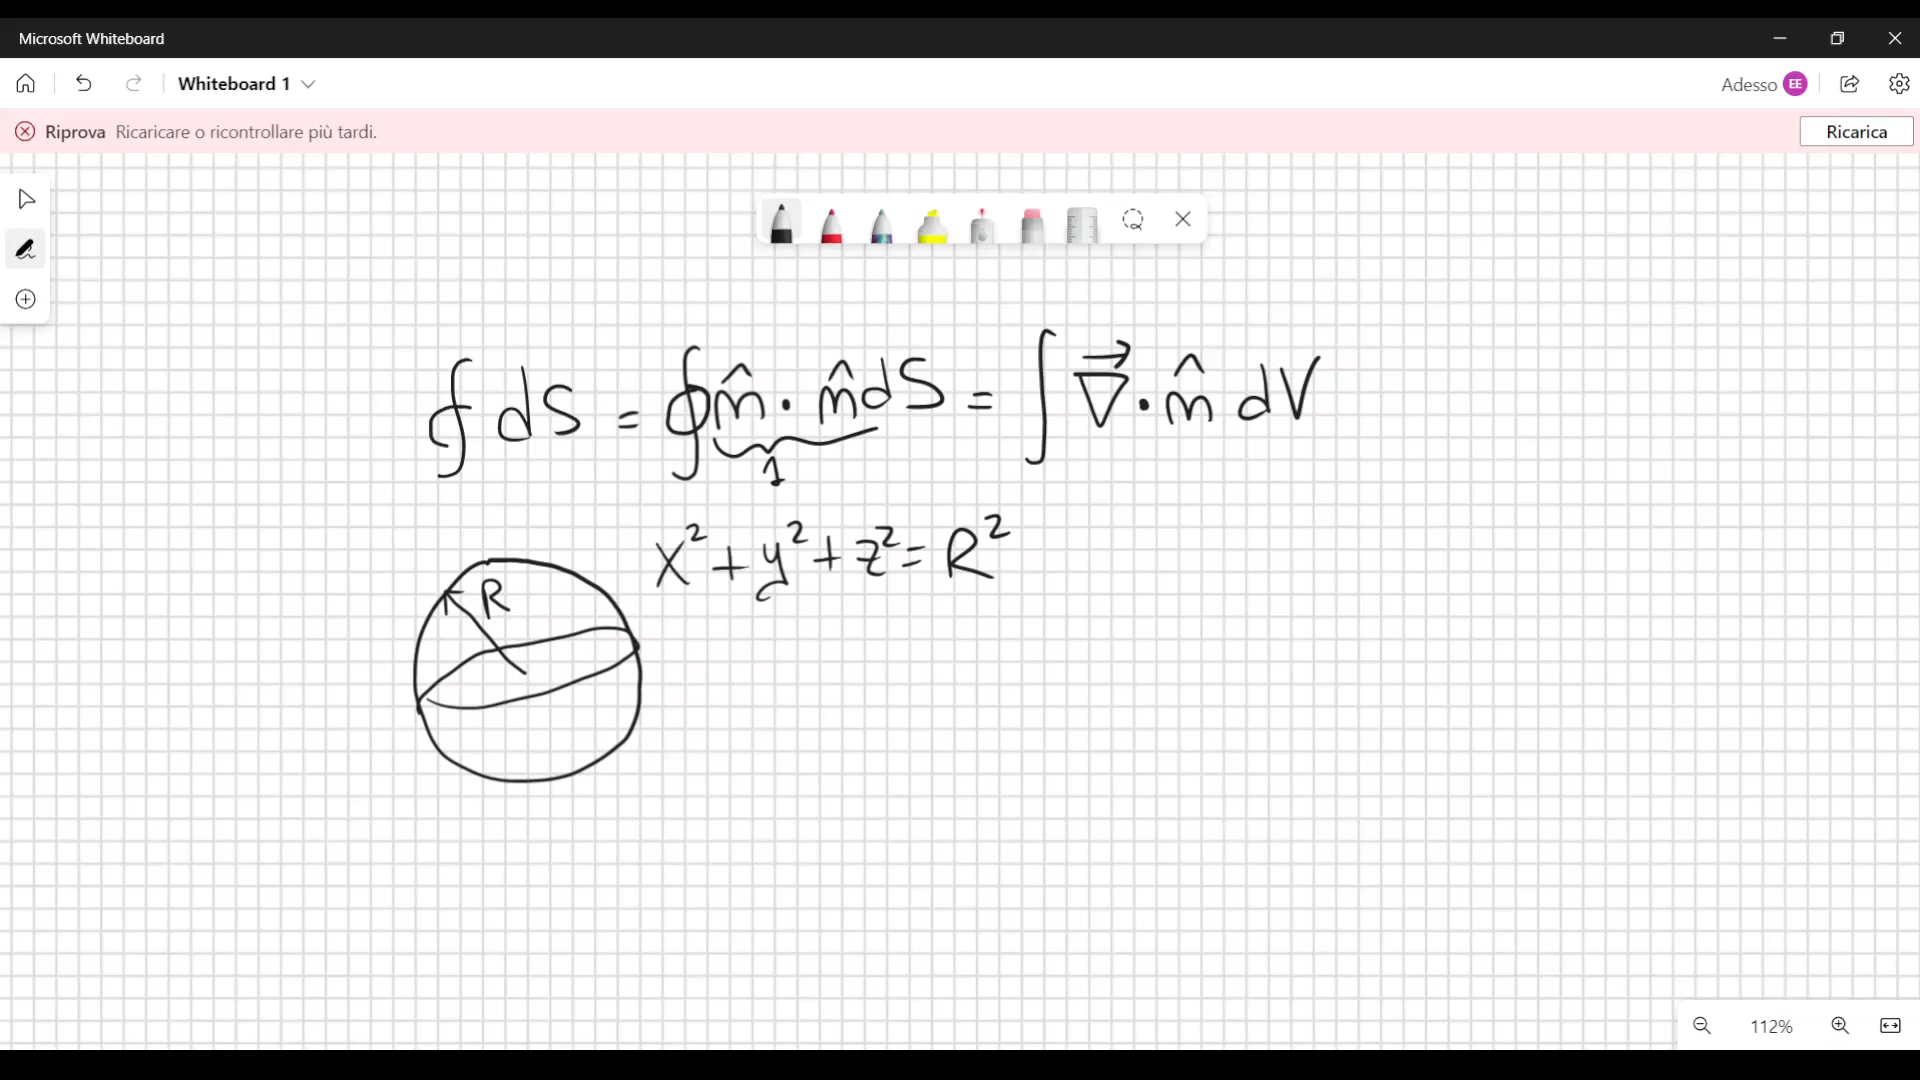 Microsoft Whiteboard
Whiteboard 1
Adesso EE
Riprova Ricaricare o ricontrollare più tardi.
Ricarica
∮ dS = ∮ n̂ · n̂ dS = ∫ ∇⃗ · n̂ dV
1
x² + y² + z² = R²
R
112%